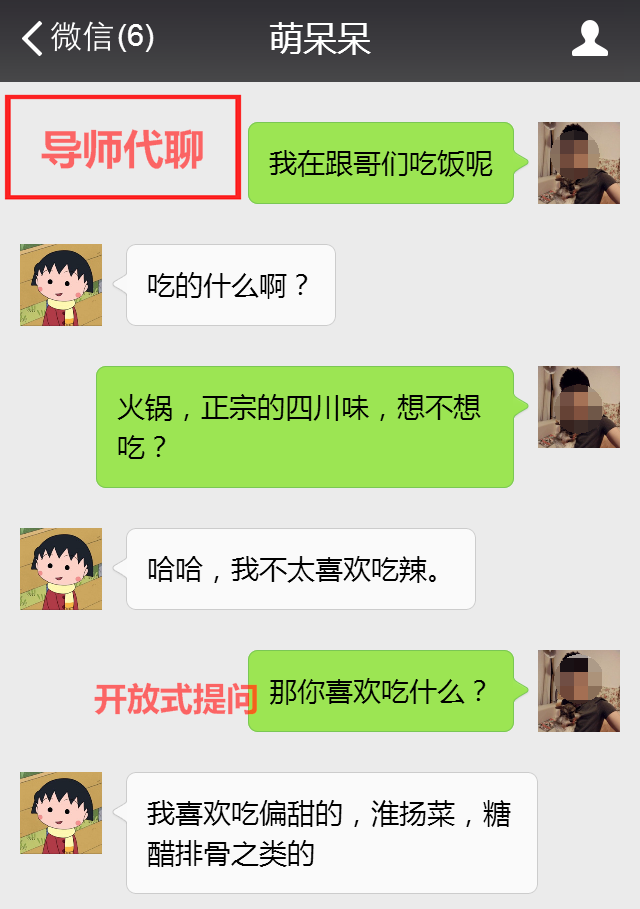 微信(6)
萌呆呆
导师代聊
我在跟哥们吃饭呢
吃的什么啊？
火锅，正宗的四川味，想不想
吃？
哈哈，我不太喜欢吃辣。
开放式提问
那你喜欢吃什么？
我喜欢吃偏甜的，淮扬菜，糖
醋排骨之类的